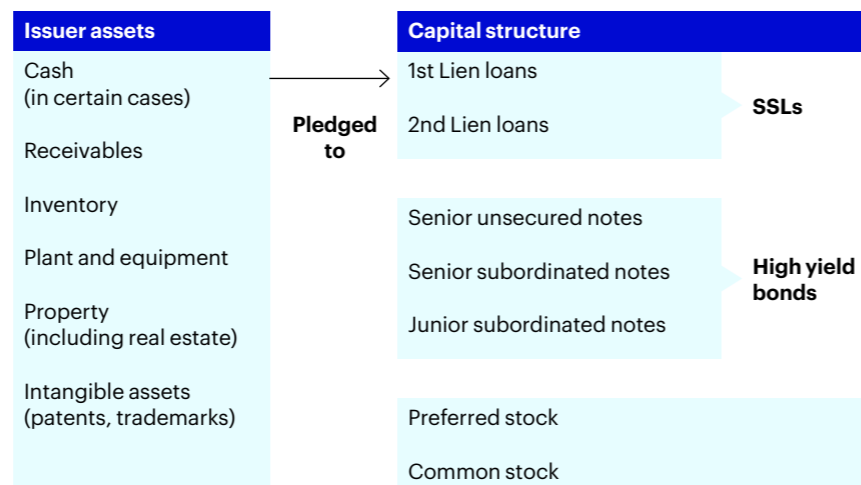 Issuer assets
Cash
(in certain cases)
Receivables
Inventory
Plant and equipment
Property
(including real estate)
Intangible assets
(patents, trademarks)
Pledged
to
Capital structure
1st Lien loans
2nd Lien loans
SSLs
Senior unsecured notes
Senior subordinated notes
Junior subordinated notes
High yield
bonds
Preferred stock
Common stock